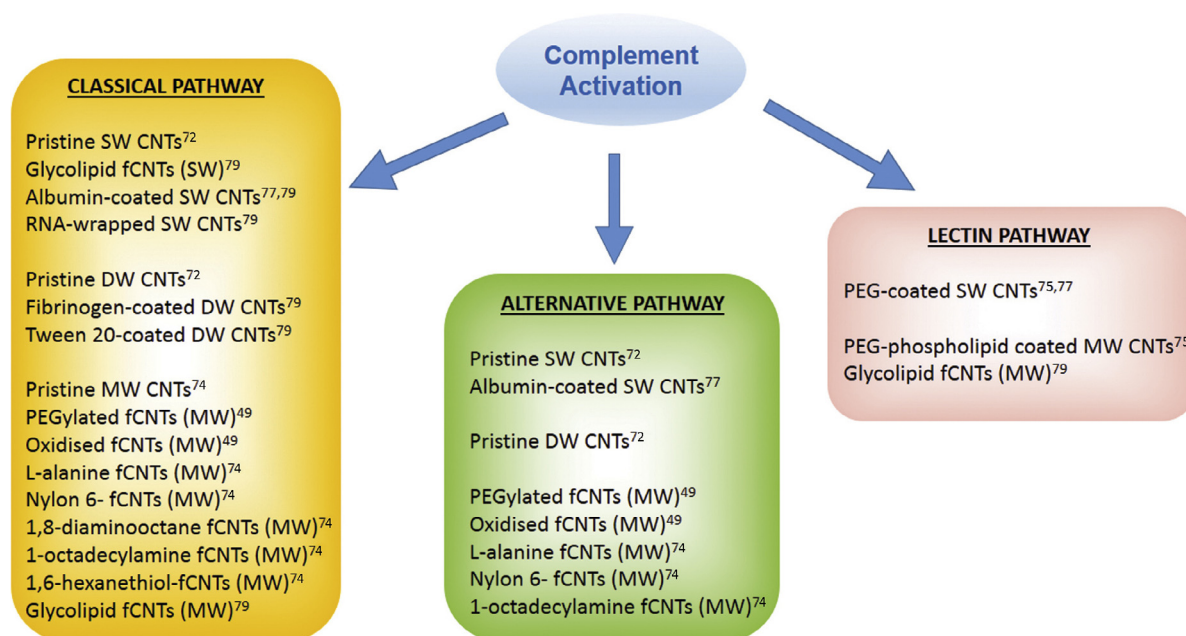 Complement
Activation
CLASSICAL PATHWAY
Pristine SW CNTs⁷²
Glycolipid fCNTs (SW)⁷⁹
Albumin-coated SW CNTs⁷⁷,⁷⁹
RNA-wrapped SW CNTs⁷⁹
Pristine DW CNTs⁷²
Fibrinogen-coated DW CNTs⁷⁹
Tween 20-coated DW CNTs⁷⁹
Pristine MW CNTs⁷⁴
PEGylated fCNTs (MW)⁴⁹
Oxidised fCNTs (MW)⁴⁹
L-alanine fCNTs (MW)⁷⁴
Nylon 6- fCNTs (MW)⁷⁴
1,8-diaminooctane fCNTs (MW)⁷⁴
1-octadecylamine fCNTs (MW)⁷⁴
1,6-hexanethiol-fCNTs (MW)⁷⁴
Glycolipid fCNTs (MW)⁷⁹
ALTERNATIVE PATHWAY
Pristine SW CNTs⁷²
Albumin-coated SW CNTs⁷⁷
Pristine DW CNTs⁷²
PEGylated fCNTs (MW)⁴⁹
Oxidised fCNTs (MW)⁴⁹
L-alanine fCNTs (MW)⁷⁴
Nylon 6- fCNTs (MW)⁷⁴
1-octadecylamine fCNTs (MW)⁷⁴
LECTIN PATHWAY
PEG-coated SW CNTs⁷⁵,⁷⁷
PEG-phospholipid coated MW CNTs⁷⁵
Glycolipid fCNTs (MW)⁷⁹